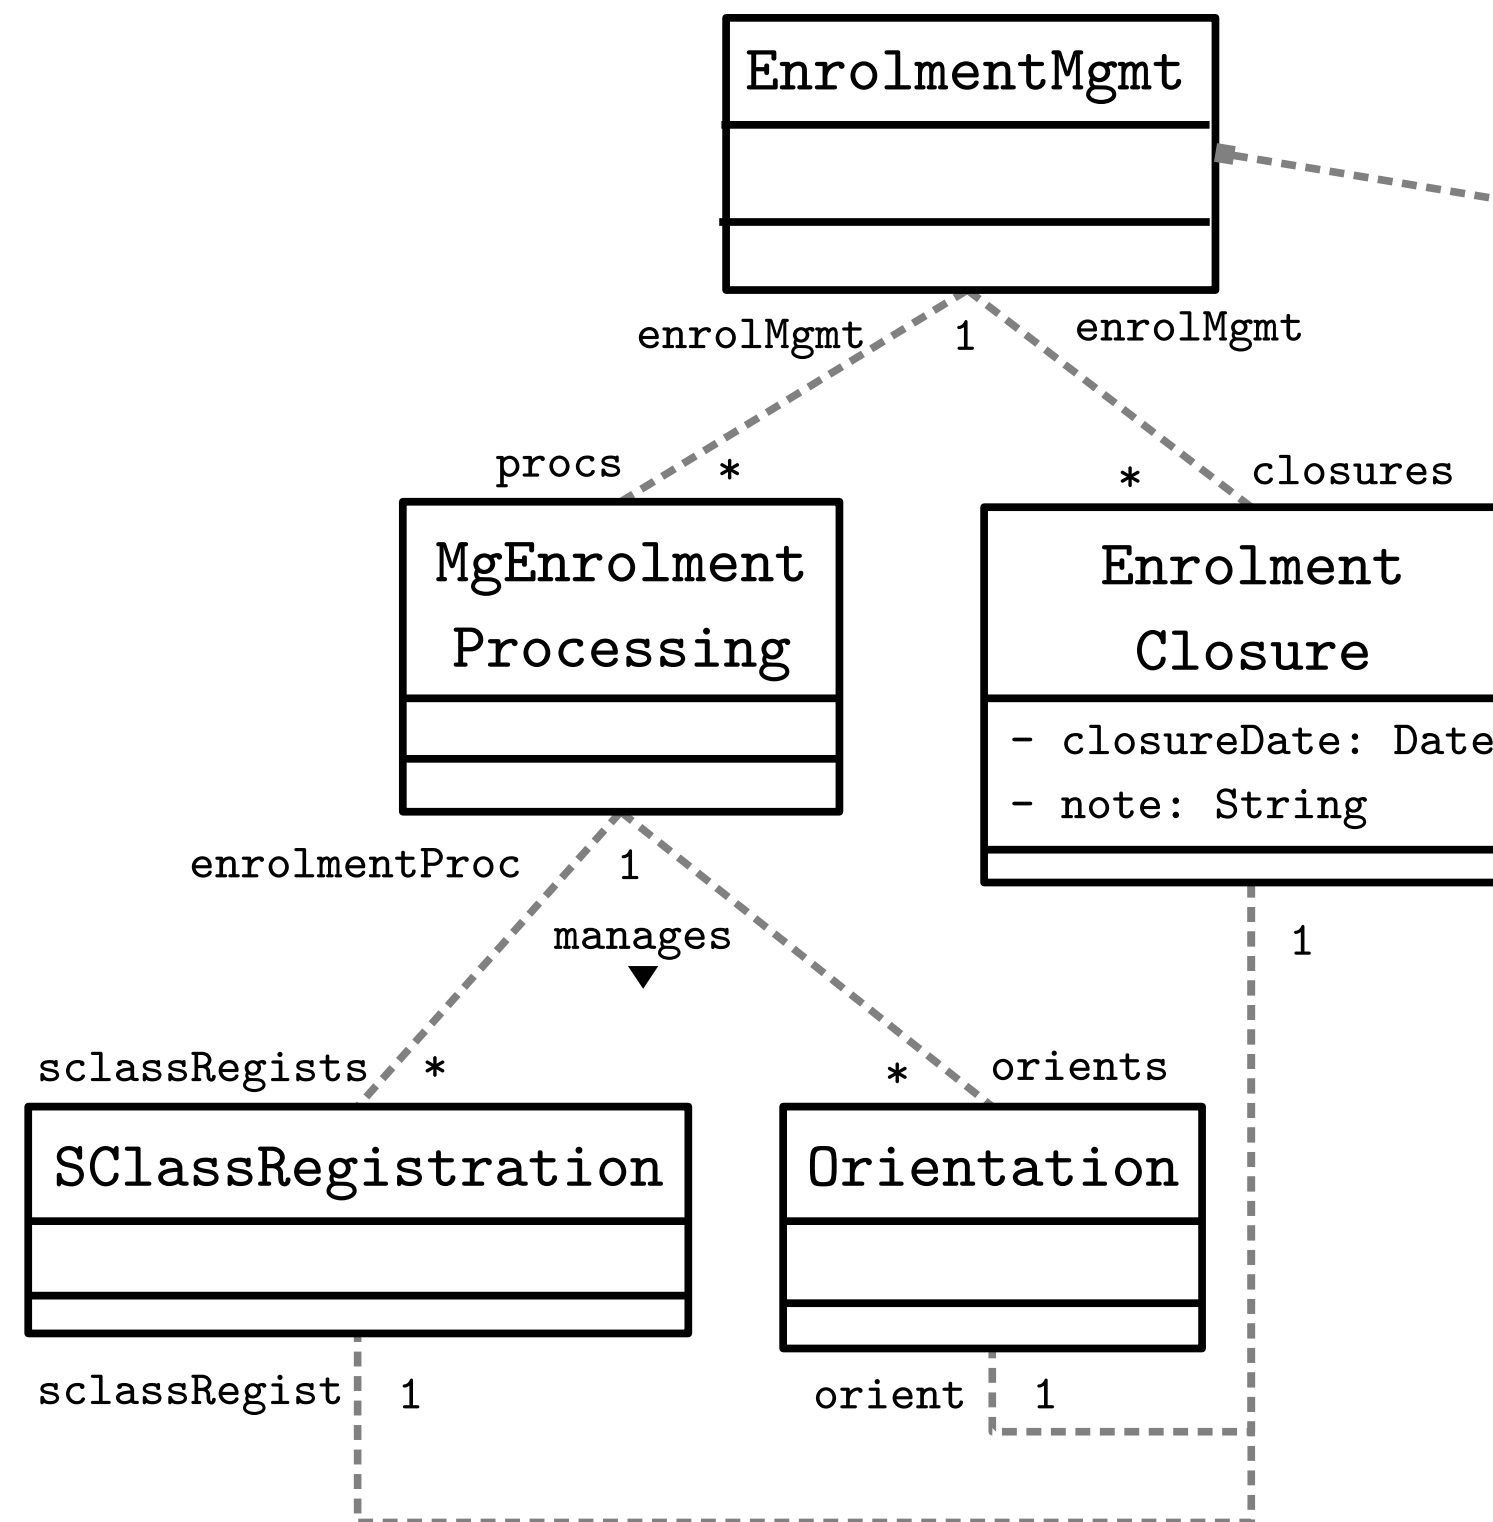 EnrolmentMgmt
enrolMgmt
1
enrolMgmt
procs
*
*
closures
MgEnrolment
Processing
Enrolment
Closure
- closureDate: Date
- note: String
enrolmentProc
1
manages
1
sclassRegists
*
*
orients
SClassRegistration
Orientation
sclassRegist
1
orient
1